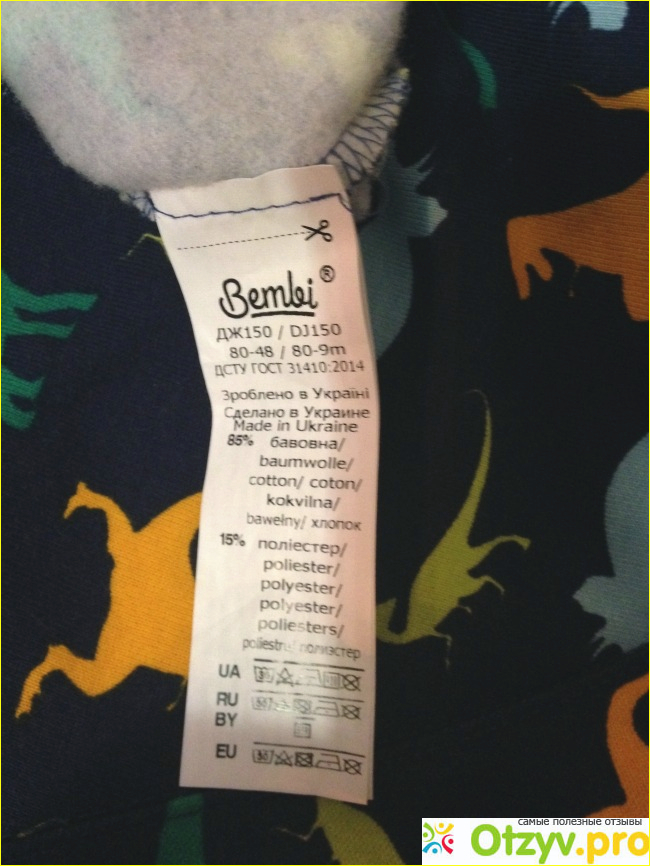 Bembi®
ДЖ150 / DJ150
80-48 / 80-9m
ДСТУ ГОСТ 31410:2014
Зроблено в Україні
Сделано в Украине
Made in Ukraine
85% бавовна/
baumwolle/
cotton/ coton/
kokvilna/
bawełny/ хлопок
15% поліестер/
poliester/
polyester/
polyester/
poliesters/
полиэстер
UA
RU
BY
EU
самые полезные отзывы
Otzyv.pro